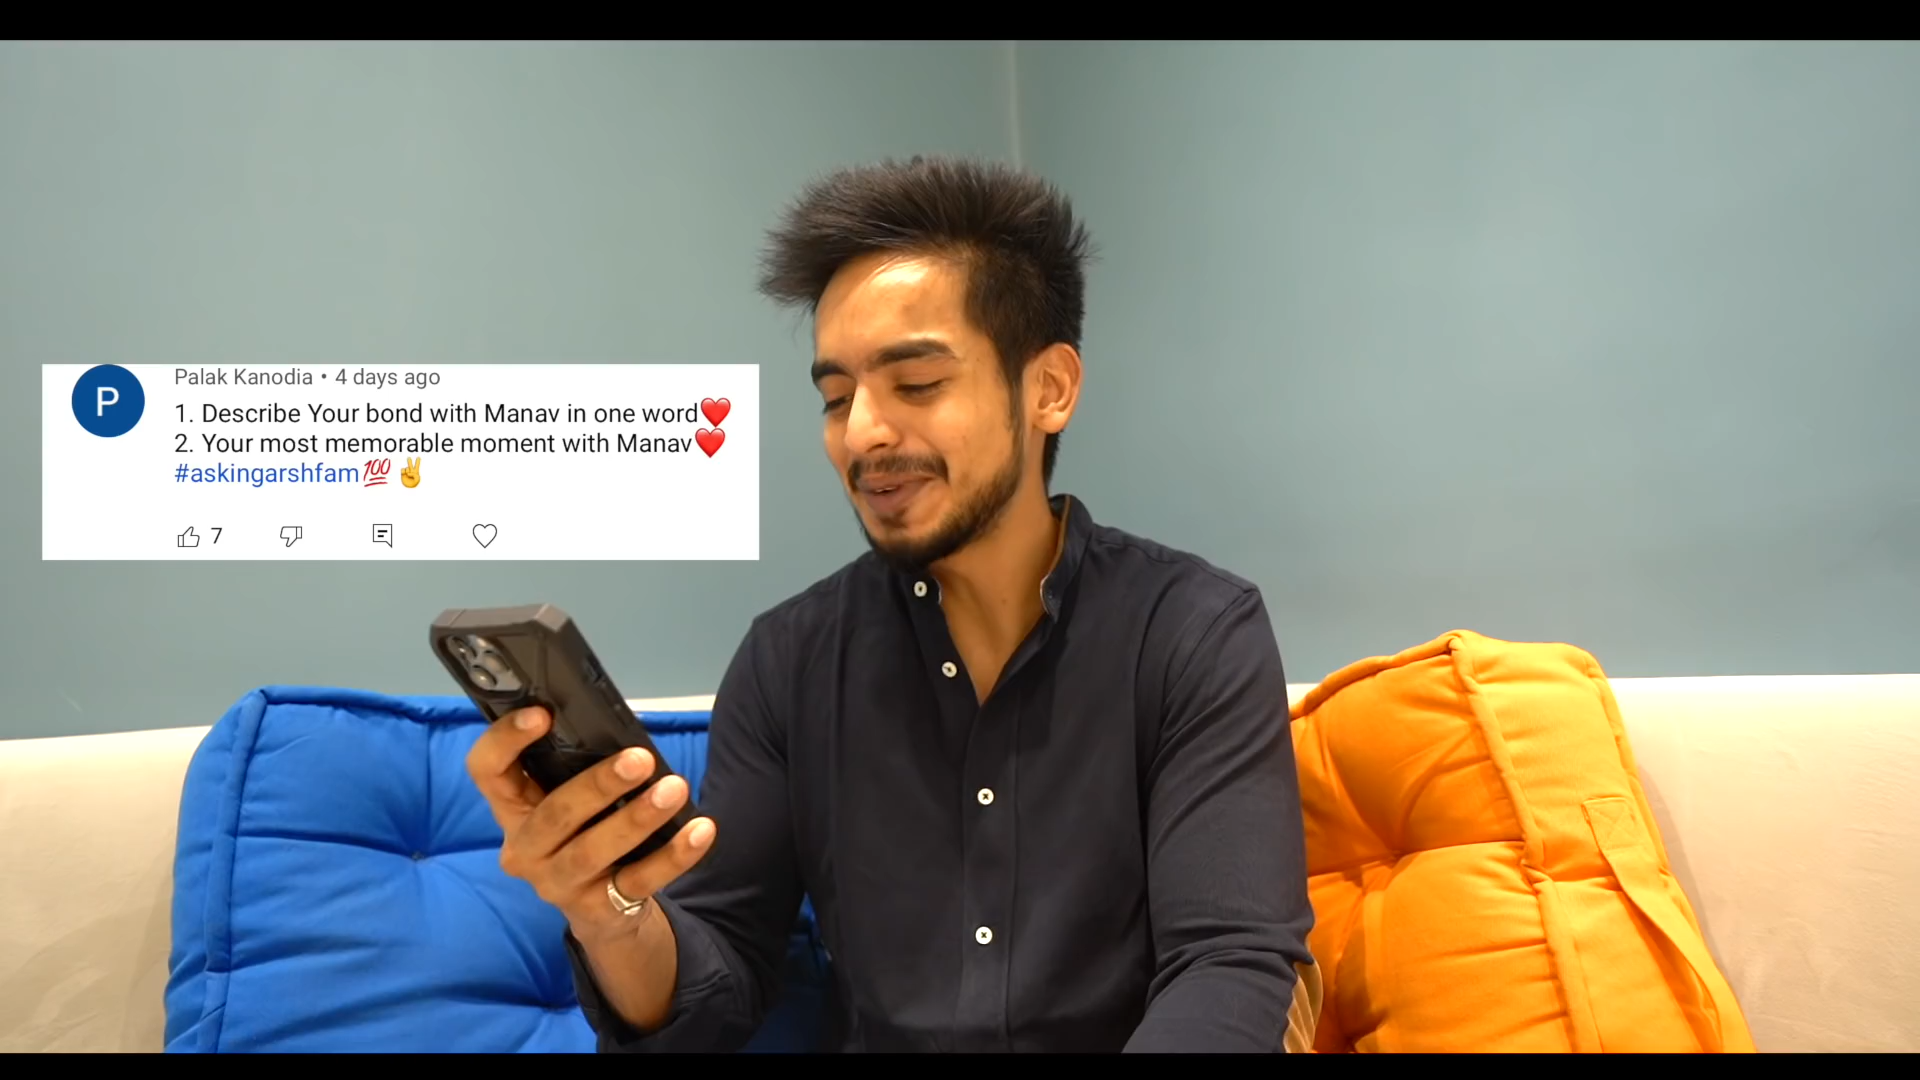 P
Palak Kanodia • 4 days ago
1. Describe Your bond with Manav in one word❤️
2. Your most memorable moment with Manav❤️
#askingarshfam💯✌️
7